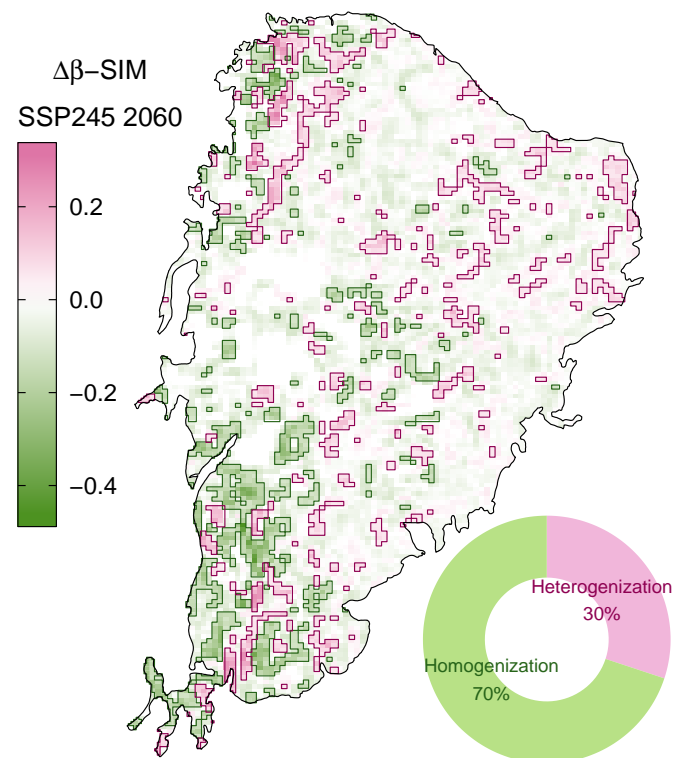 Δβ−SIM
SSP245 2060
0.2
0.0
−0.2
−0.4
Heterogenization
30%
Homogenization
70%